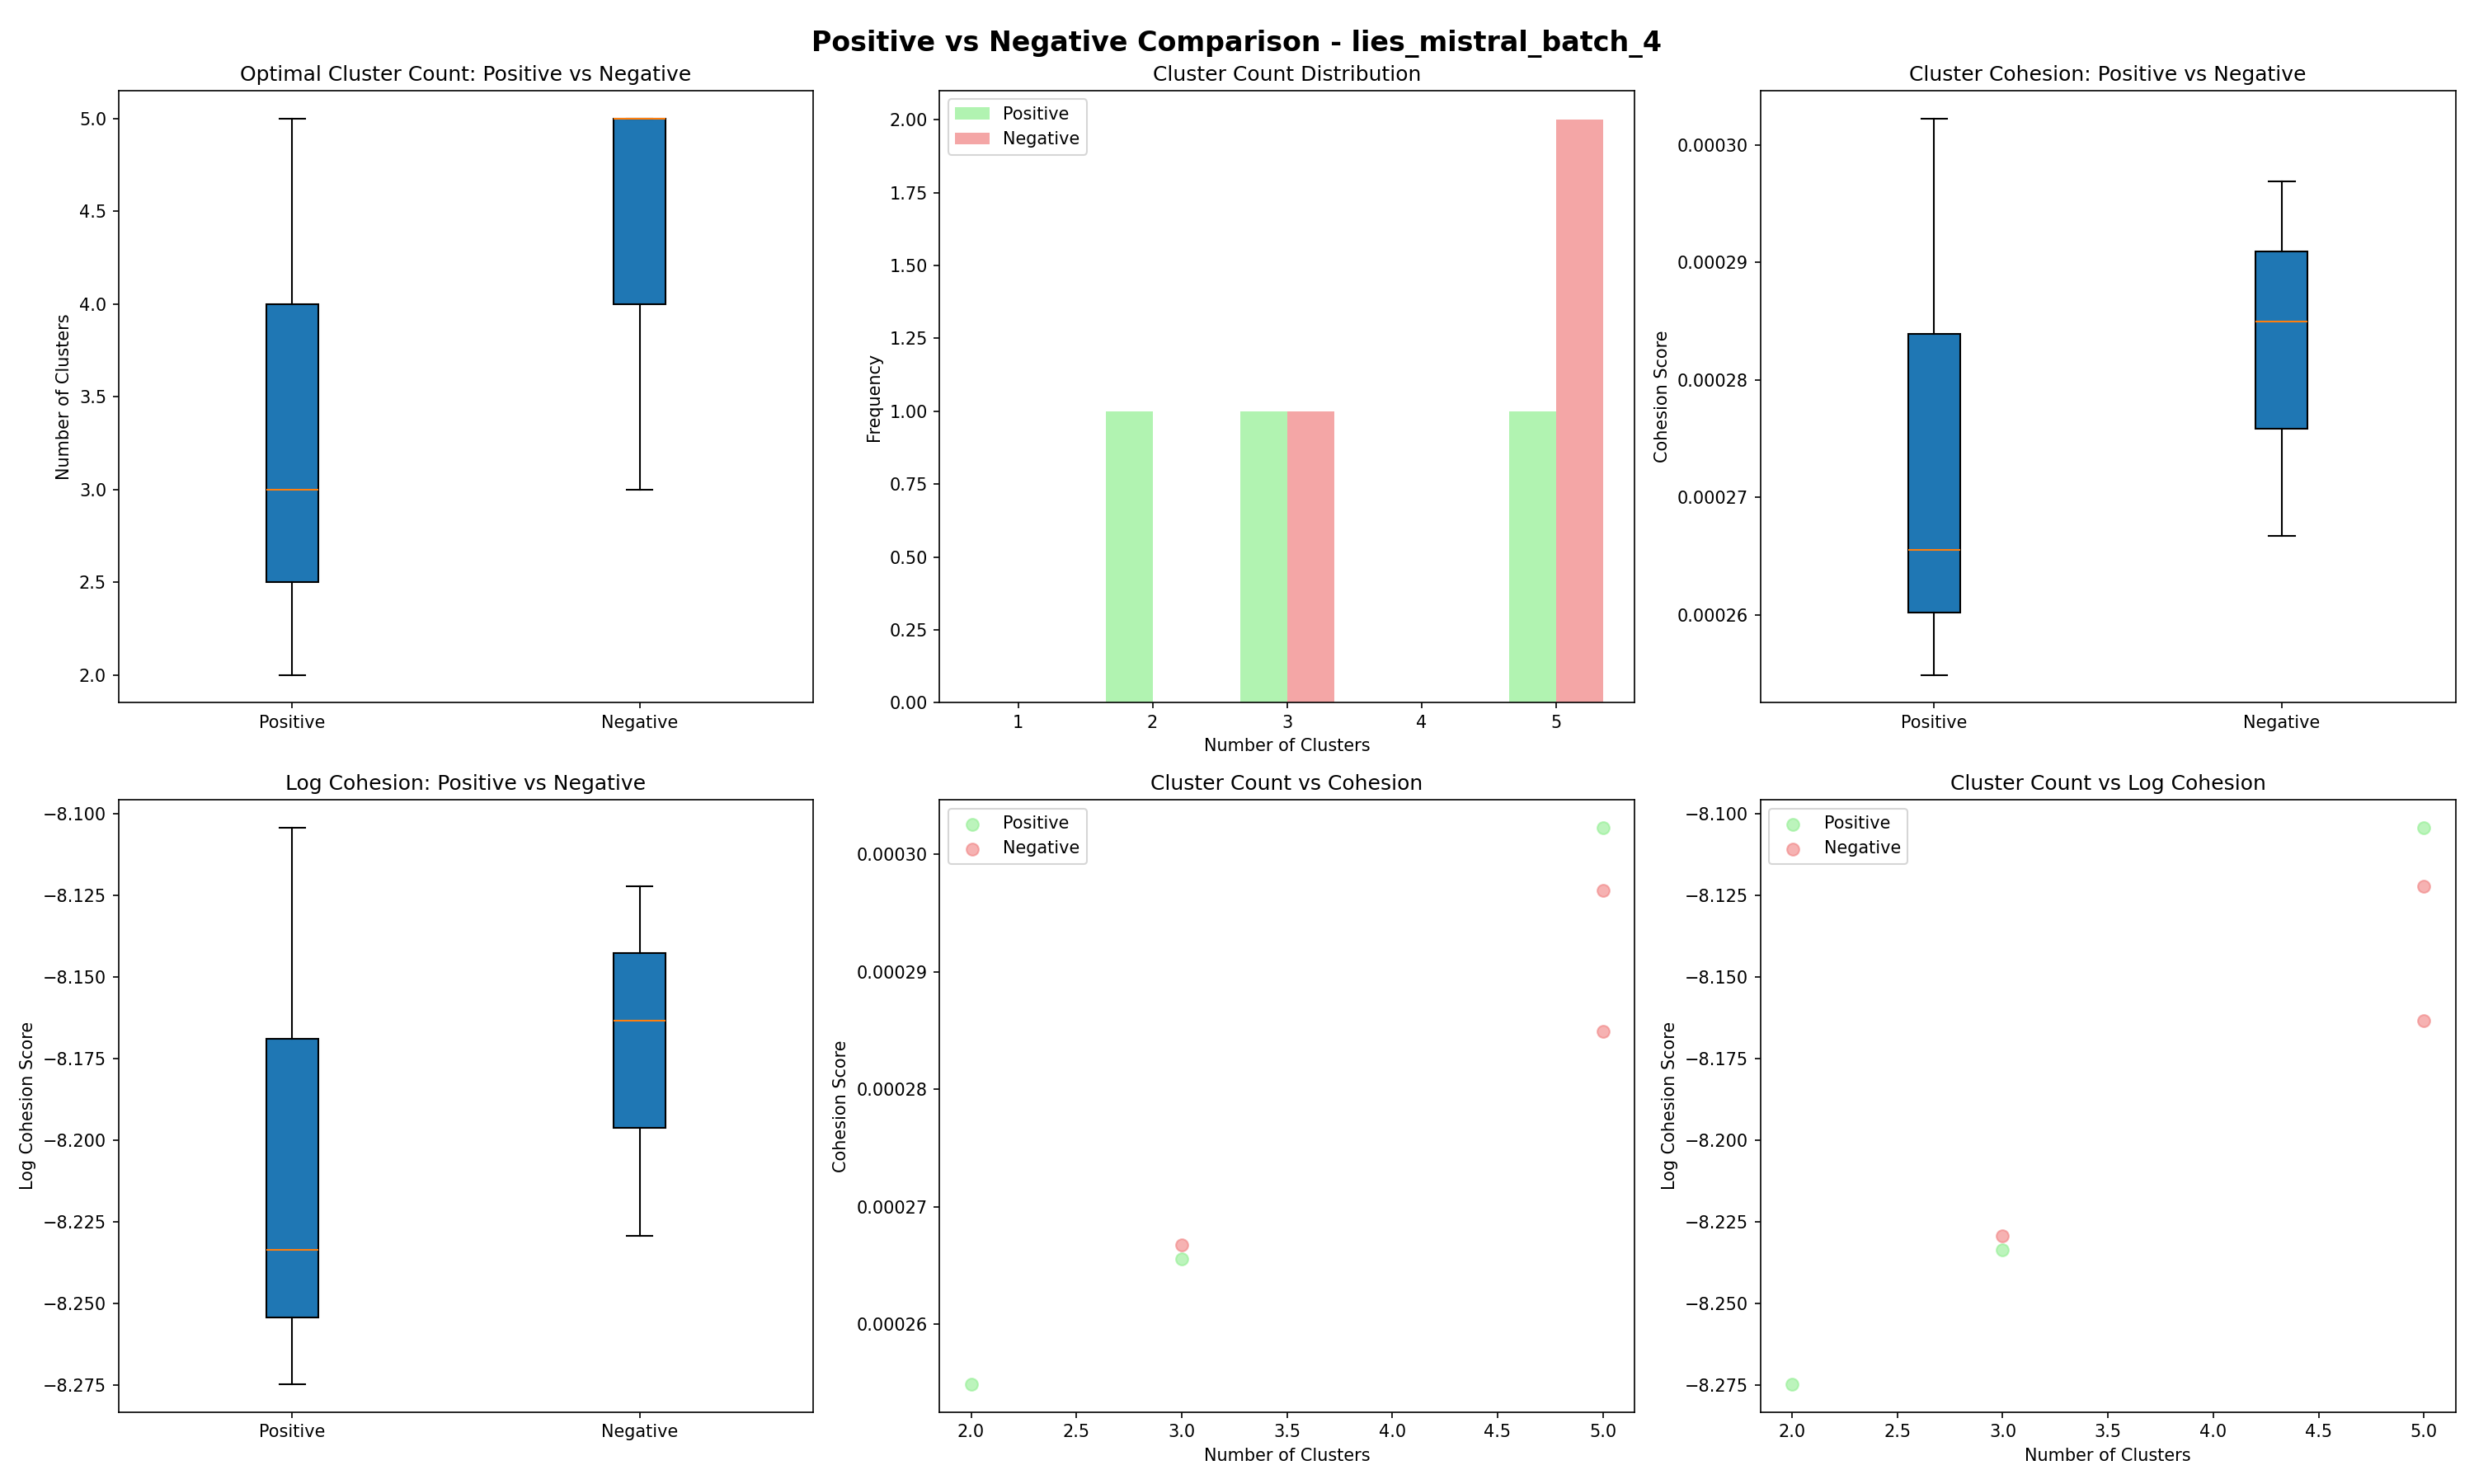 Positive vs Negative Comparison - lies_mistral_batch_4
Optimal Cluster Count: Positive vs Negative
Number of Clusters
5.0
4.5
4.0
3.5
3.0
2.5
2.0
Positive
Negative
Cluster Count Distribution
Positive
Negative
Frequency
2.00
1.75
1.50
1.25
1.00
0.75
0.50
0.25
0.00
1
2
3
4
5
Number of Clusters
Cluster Cohesion: Positive vs Negative
Cohesion Score
0.00030
0.00029
0.00028
0.00027
0.00026
Positive
Negative
Log Cohesion: Positive vs Negative
Log Cohesion Score
−8.100
−8.125
−8.150
−8.175
−8.200
−8.225
−8.250
−8.275
Positive
Negative
Cluster Count vs Cohesion
Positive
Negative
Cohesion Score
0.00030
0.00029
0.00028
0.00027
0.00026
2.0
2.5
3.0
3.5
4.0
4.5
5.0
Number of Clusters
Cluster Count vs Log Cohesion
Positive
Negative
Log Cohesion Score
−8.100
−8.125
−8.150
−8.175
−8.200
−8.225
−8.250
−8.275
2.0
2.5
3.0
3.5
4.0
4.5
5.0
Number of Clusters